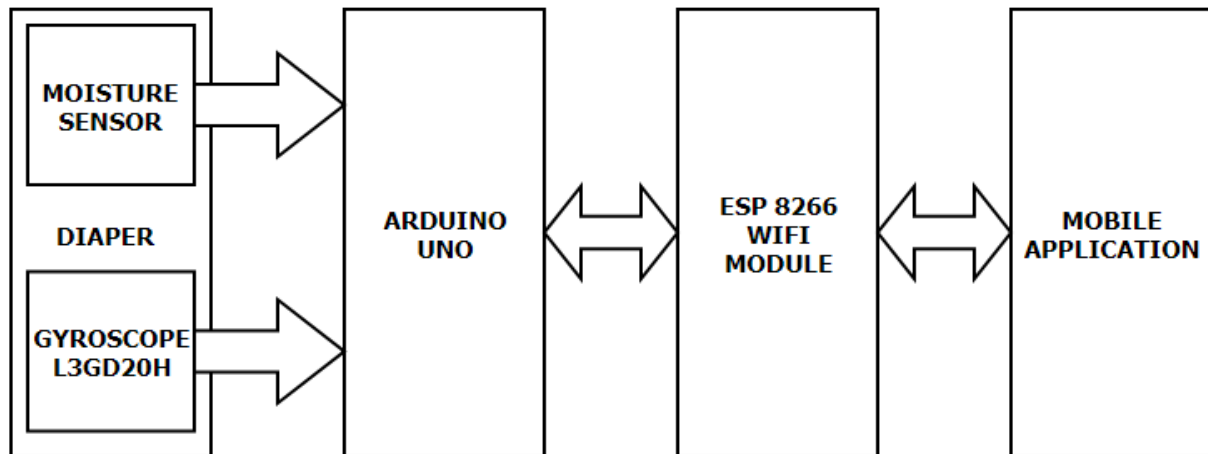 MOISTURE
SENSOR
DIAPER
GYROSCOPE
L3GD20H
ARDUINO
UNO
ESP 8266
WIFI
MODULE
MOBILE
APPLICATION